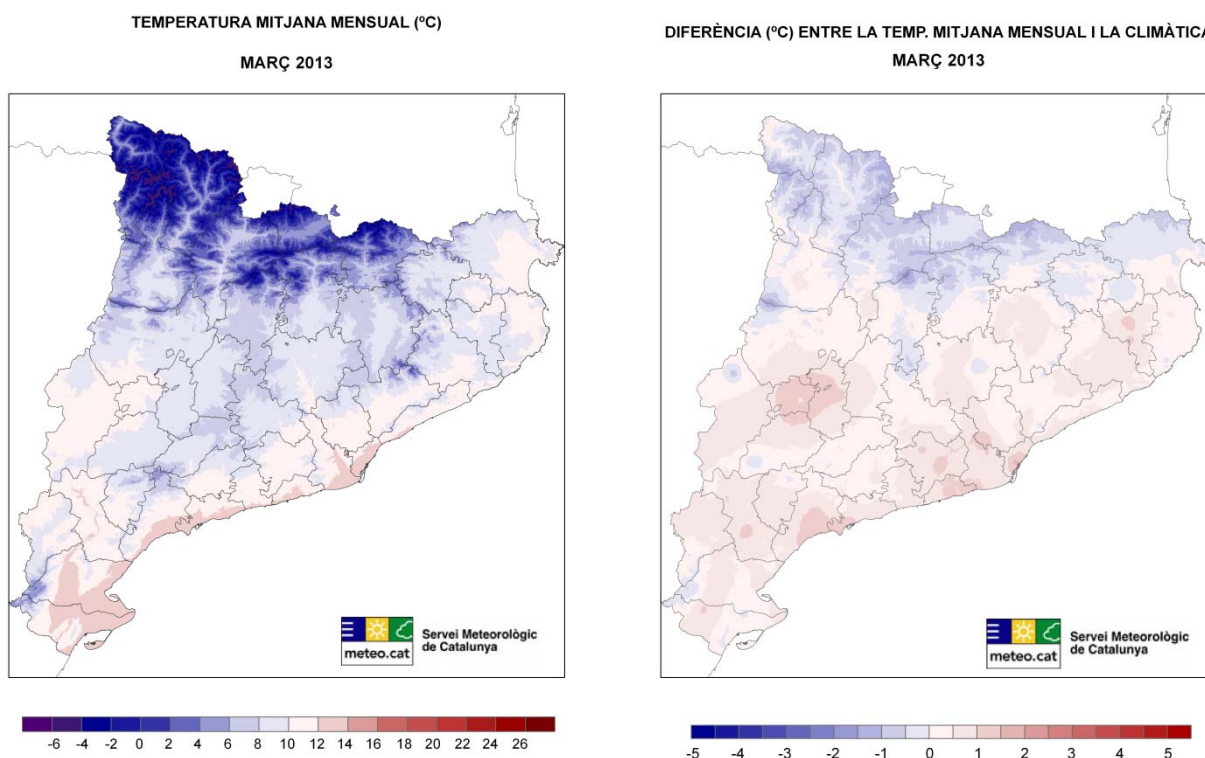 TEMPERATURA MITJANA MENSUAL (ºC)
MARÇ 2013
meteo.cat
Servei Meteorològic
de Catalunya
-6 -4 -2 0 2 4 6 8 10 12 14 16 18 20 22 24 26
DIFERÈNCIA (ºC) ENTRE LA TEMP. MITJANA MENSUAL I LA CLIMÀTICA
MARÇ 2013
meteo.cat
Servei Meteorològic
de Catalunya
-5 -4 -3 -2 -1 0 1 2 3 4 5